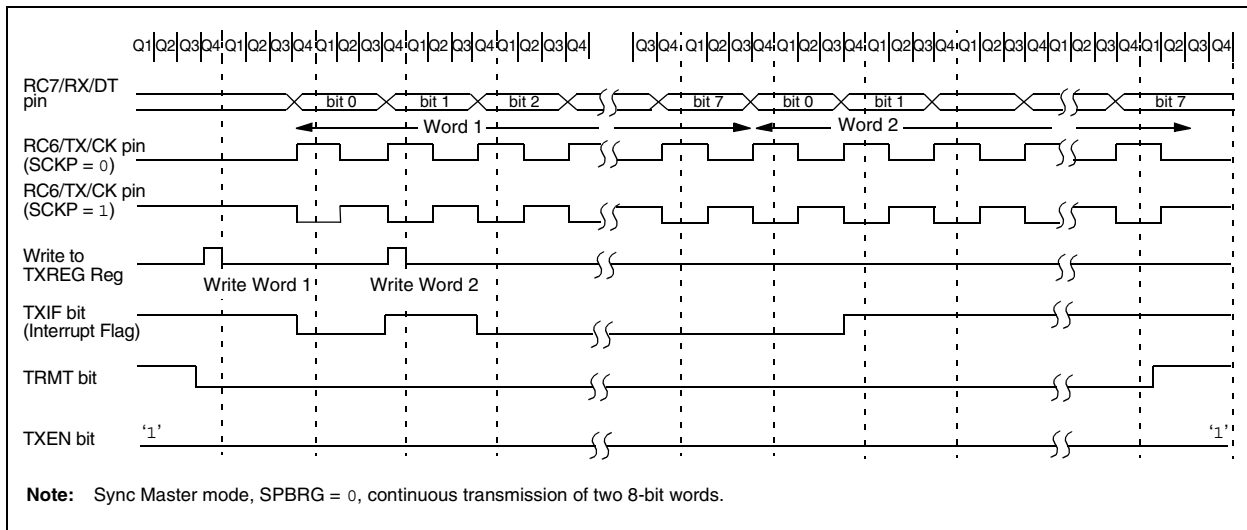 Q1 Q2 Q3 Q4 Q1 Q2 Q3 Q4 Q1 Q2 Q3 Q4 Q1 Q2 Q3 Q4 Q1 Q2 Q3 Q4 Q3 Q4 Q1 Q2 Q3 Q4 Q1 Q2 Q3 Q4 Q1 Q2 Q3 Q4 Q1 Q2 Q3 Q4 Q1 Q2 Q3 Q4 Q1 Q2 Q3 Q4
RC7/RX/DT
pin
bit 0 bit 1 bit 2 bit 7 bit 0 bit 1 bit 7
Word 1 Word 2
RC6/TX/CK pin
(SCKP = 0)
RC6/TX/CK pin
(SCKP = 1)
Write to
TXREG Reg
Write Word 1 Write Word 2
TXIF bit
(Interrupt Flag)
TRMT bit
TXEN bit
‘1’ ‘1’
Note: Sync Master mode, SPBRG = 0, continuous transmission of two 8-bit words.